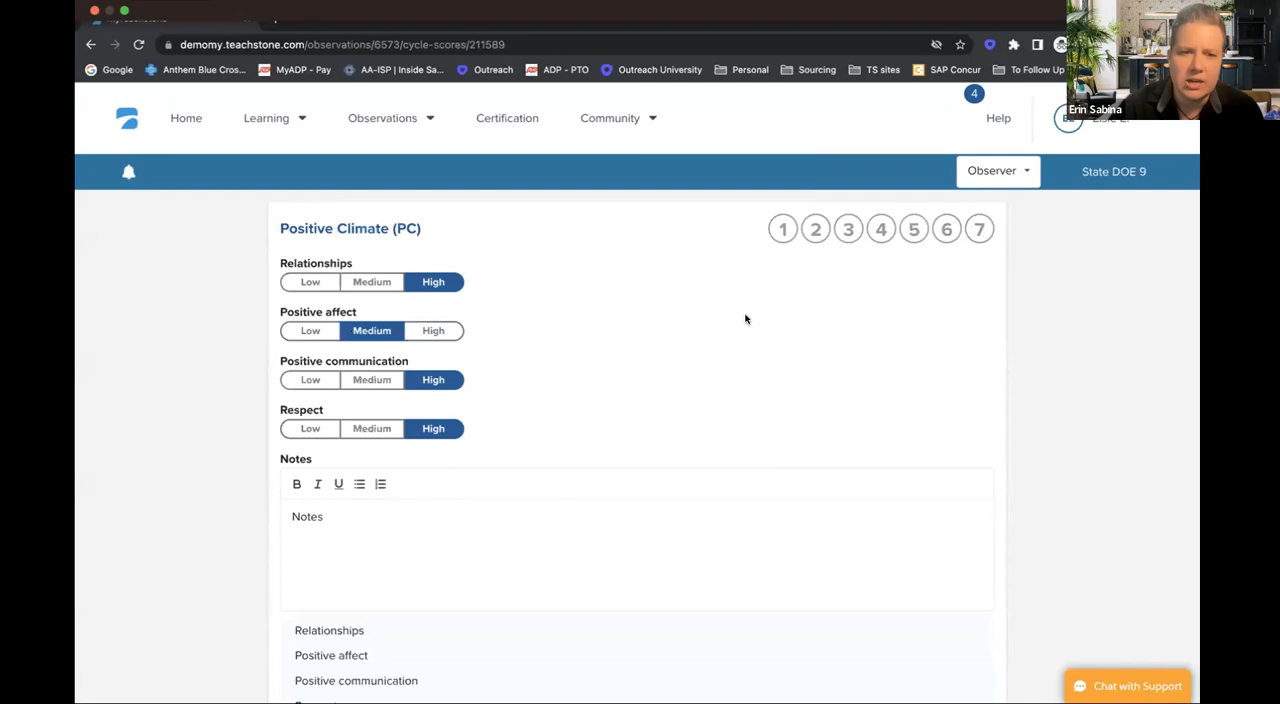 demomy.teachstone.com/observations/6573/cycle-scores/211589
Google Anthem Blue Cros... MyADP - Pay AA-ISP | Inside Sa... Outreach ADP - PTO Outreach University Personal Sourcing TS sites SAP Concur To Follow Up
Erin Sabina
4
Home Learning Observations Certification Community Help
Observer State DOE 9
Positive Climate (PC) 1 2 3 4 5 6 7
Relationships
Low Medium High
Positive affect
Low Medium High
Positive communication
Low Medium High
Respect
Low Medium High
Notes
B I U
Notes
Relationships
Positive affect
Positive communication
Chat with Support